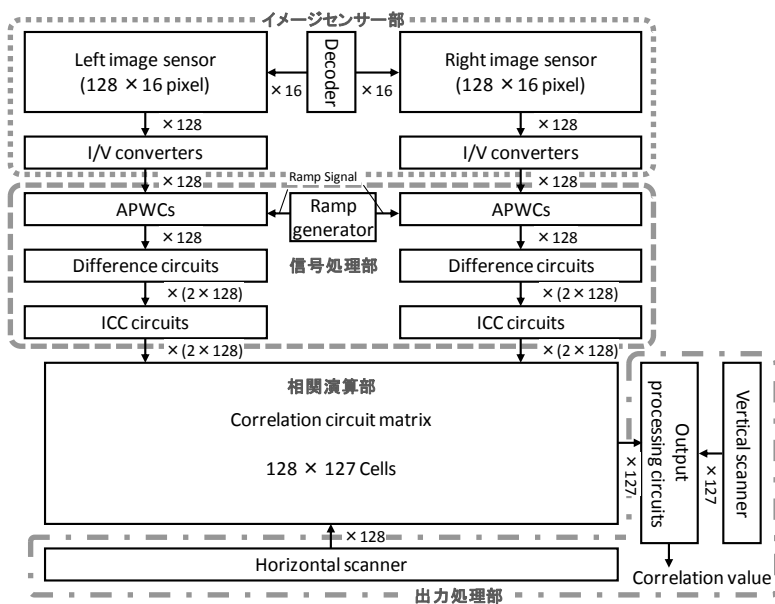 イメージセンサー部
Left image sensor
(128 × 16 pixel)
Decoder
Right image sensor
(128 × 16 pixel)
×16
×16
×128
×128
I/V converters
I/V converters
×128
Ramp Signal
×128
APWCs
Ramp
generator
APWCs
×128
×128
Difference circuits
信号処理部
Difference circuits
×(2×128)
×(2×128)
ICC circuits
ICC circuits
×(2×128)
×(2×128)
相関演算部
Correlation circuit matrix
128 × 127 Cells
×127
Output
processing circuits
×127
Vertical scanner
×128
Horizontal scanner
Correlation value
出力処理部